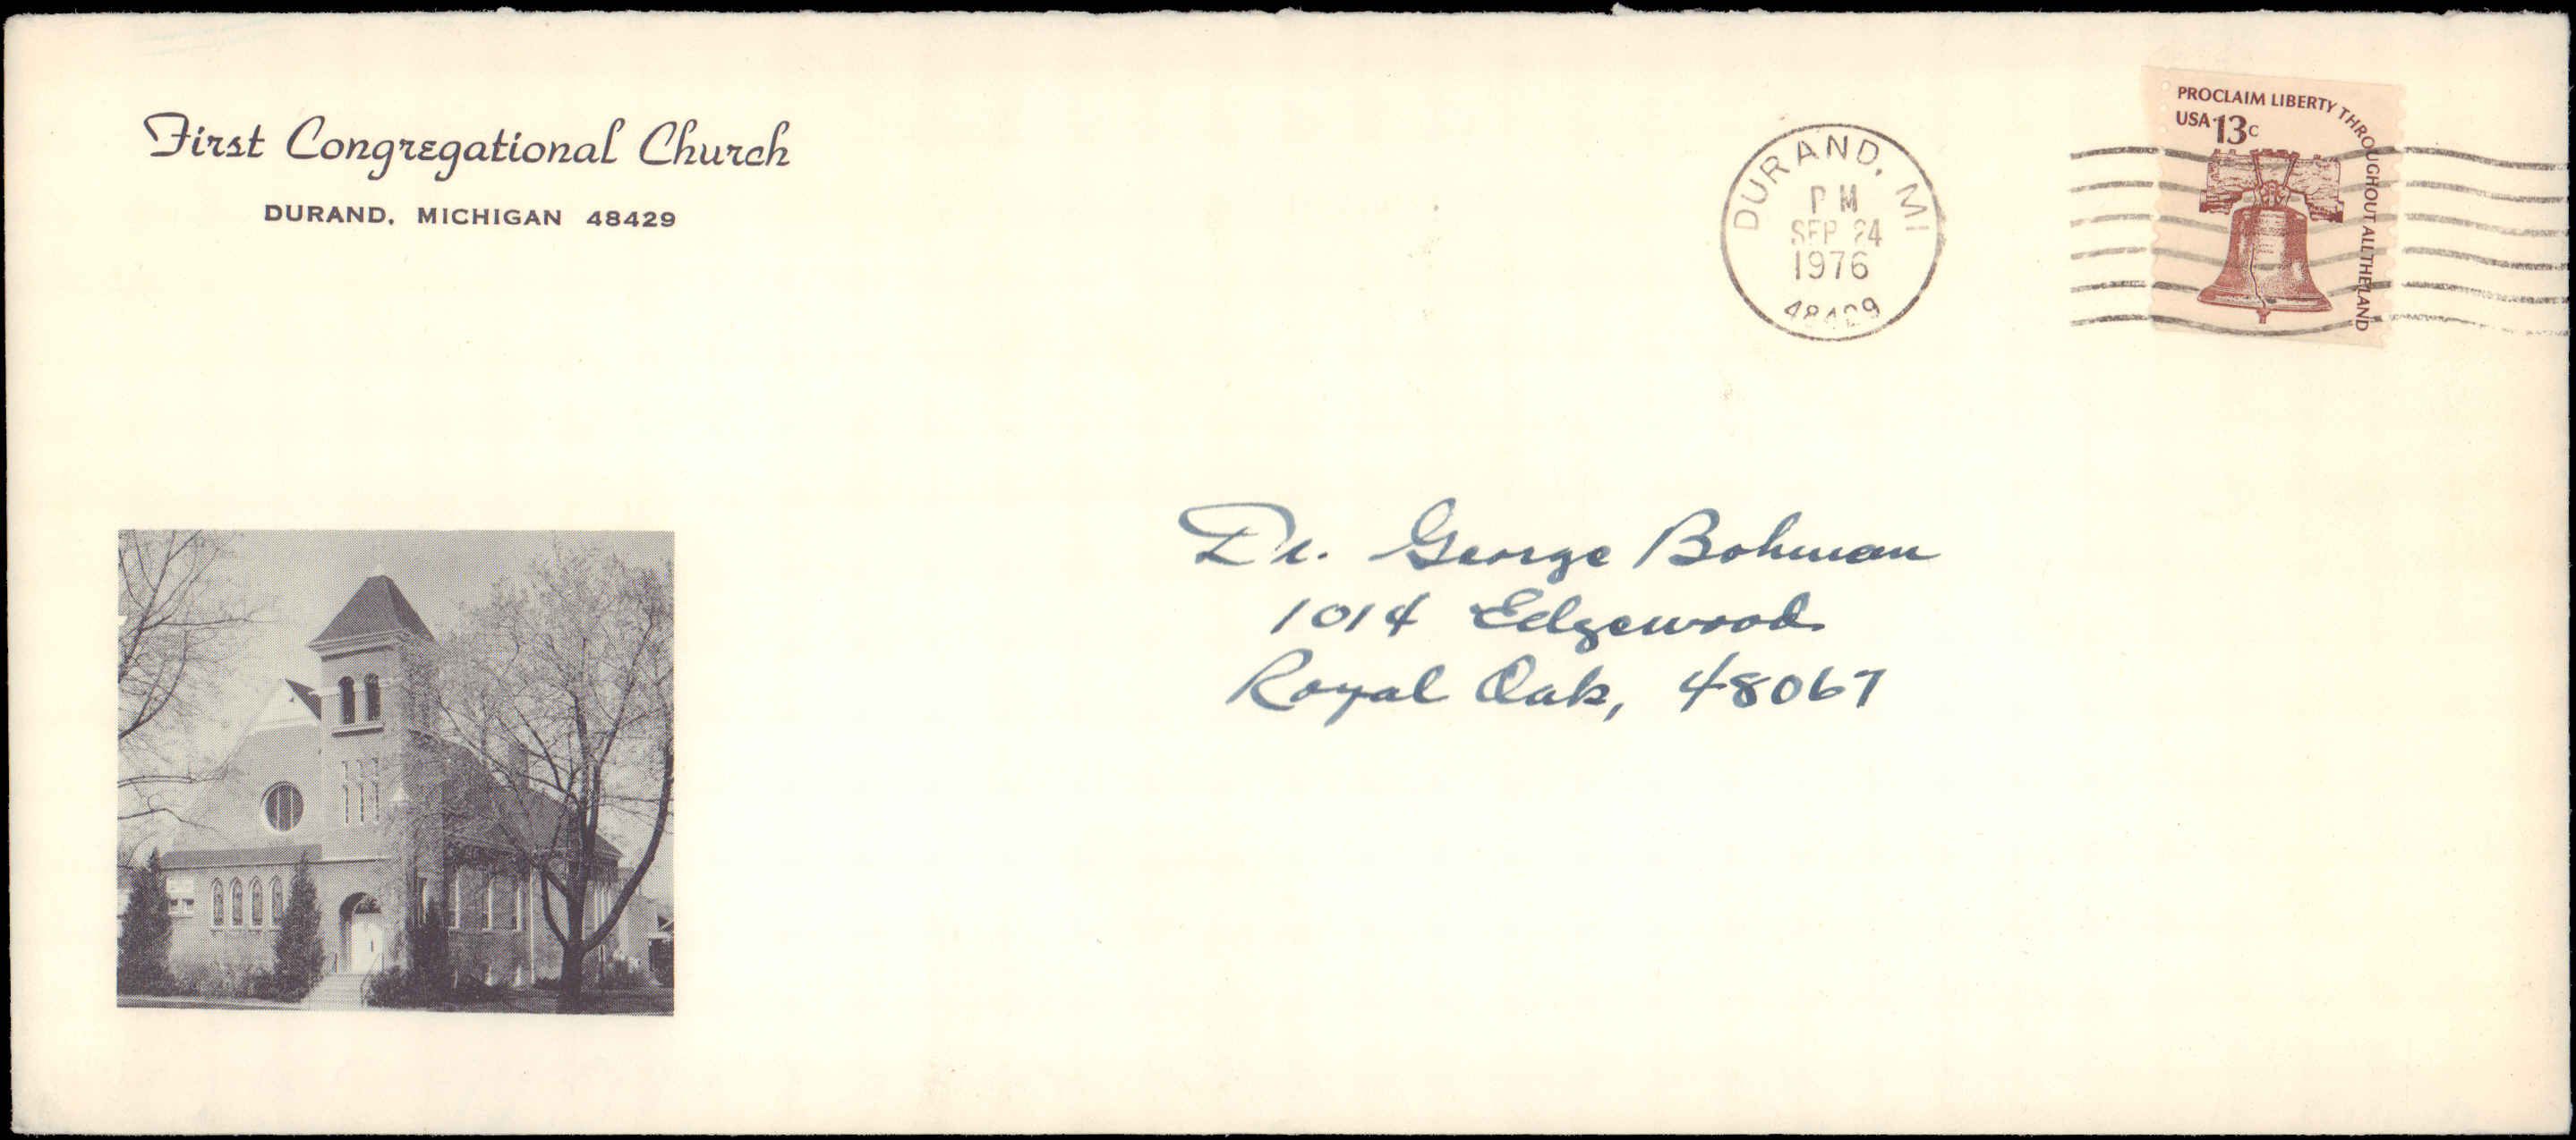 First Congregational Church
DURAND, MICHIGAN 48429
DURAND, MI
PM
SEP 24
1976
48429
PROCLAIM LIBERTY THROUGHOUT ALL THE LAND
USA 13c
Dr. George Bohman
1014 Edgewood
Royal Oak, 48067